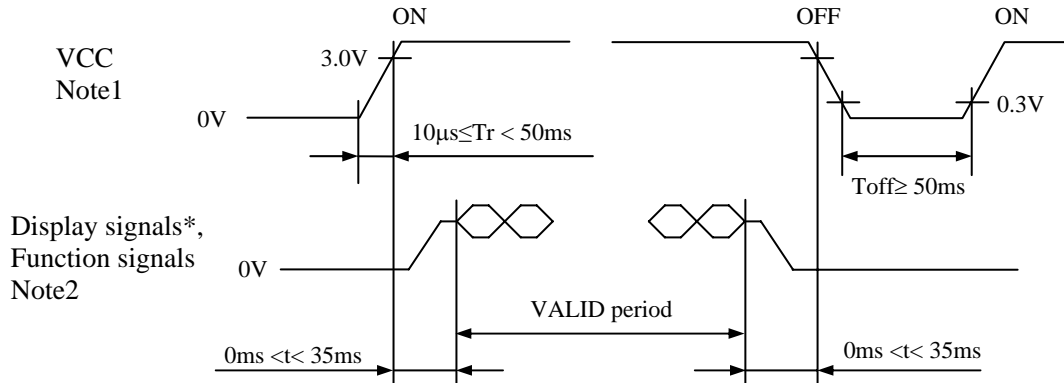 ON
OFF
ON
VCC
Note1
3.0V
0V
0.3V
10μs≤Tr < 50ms
Toff≥ 50ms
Display signals*,
Function signals
Note2
0V
VALID period
0ms <t< 35ms
0ms <t< 35ms